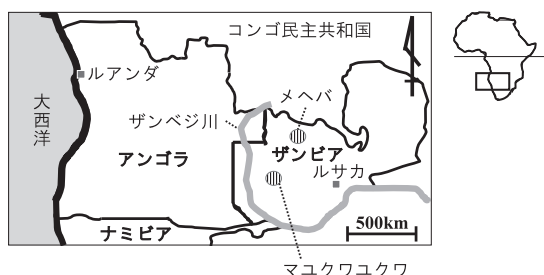 コンゴ民主共和国
ルアンダ
メヘバ
大西洋
ザンベジ川
アンゴラ
ザンビア
ルサカ
ナミビア
500km
マユクワユクワ